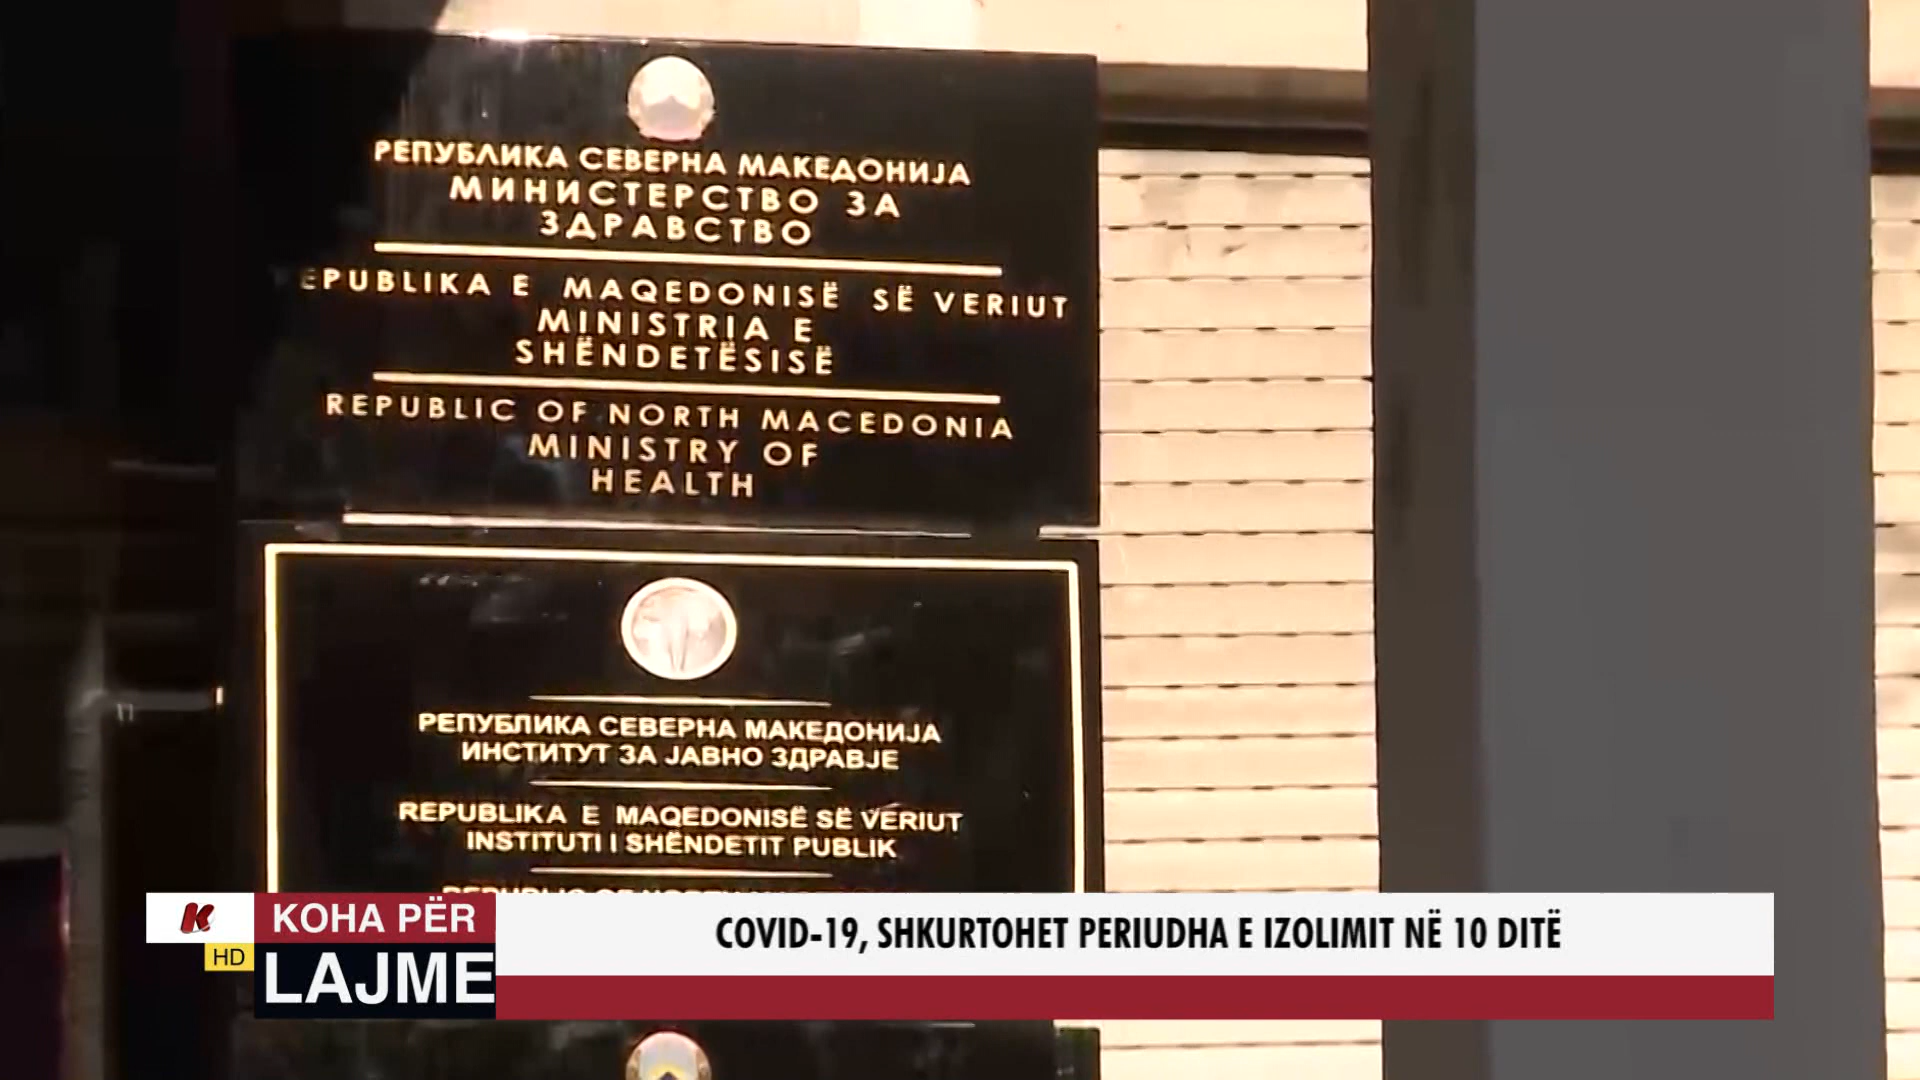 РЕПУБЛИКА СЕВЕРНА МАКЕДОНИЈА
МИНИСТЕРСТВО ЗА
ЗДРАВСТВО
EPUBLIKA E MAQEDONISË SË VERIUT
MINISTRIA E
SHËNDETËSISË
REPUBLIC OF NORTH MACEDONIA
MINISTRY OF
HEALTH
РЕПУБЛИКА СЕВЕРНА МАКЕДОНИЈА
ИНСТИТУТ ЗА ЈАВНО ЗДРАВЈЕ
REPUBLIKA E MAQEDONISË SË VERIUT
INSTITUTI I SHËNDETIT PUBLIK
K
HD
KOHA PËR
LAJME
COVID-19, SHKURTOHET PERIUDHA E IZOLIMIT NË 10 DITË